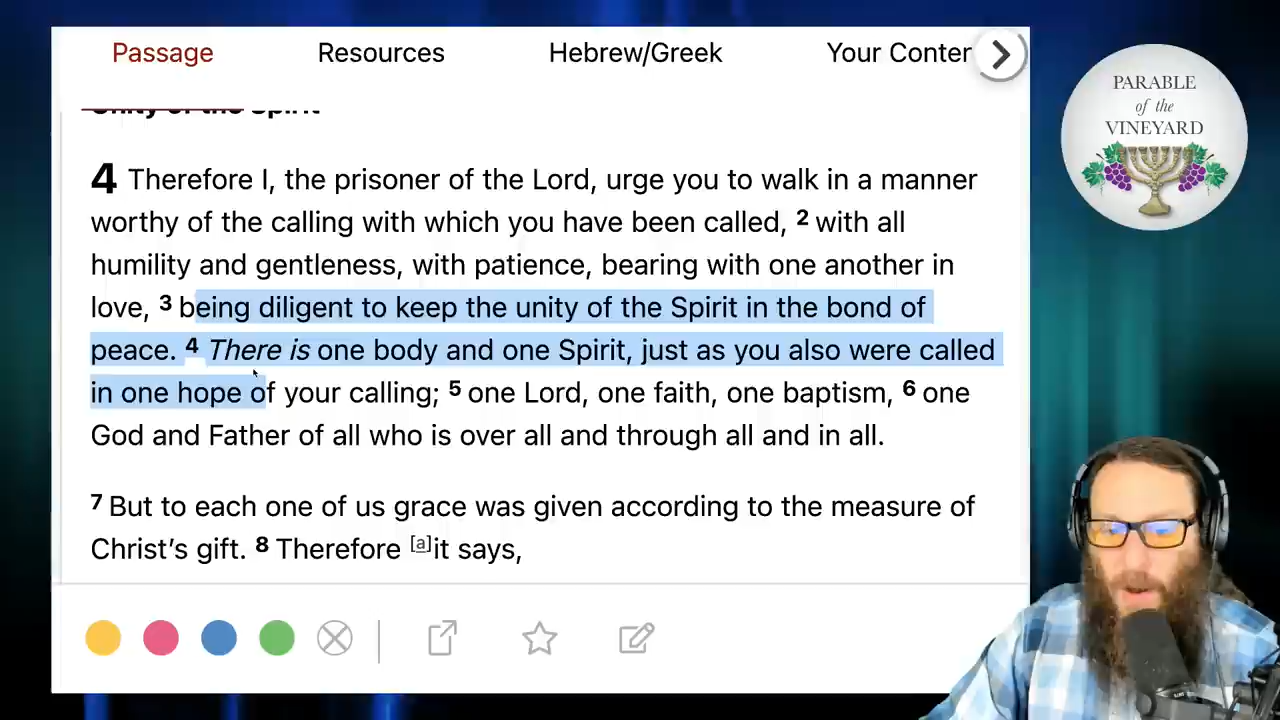 Passage
Resources
Hebrew/Greek
Your Conten
Unity of the Spirit
4 Therefore I, the prisoner of the Lord, urge you to walk in a manner
worthy of the calling with which you have been called, 2 with all
humility and gentleness, with patience, bearing with one another in
love, 3 being diligent to keep the unity of the Spirit in the bond of
peace. 4 There is one body and one Spirit, just as you also were called
in one hope of your calling; 5 one Lord, one faith, one baptism, 6 one
God and Father of all who is over all and through all and in all.
7 But to each one of us grace was given according to the measure of
Christ’s gift. 8 Therefore [a]it says,
PARABLE
of the
VINEYARD